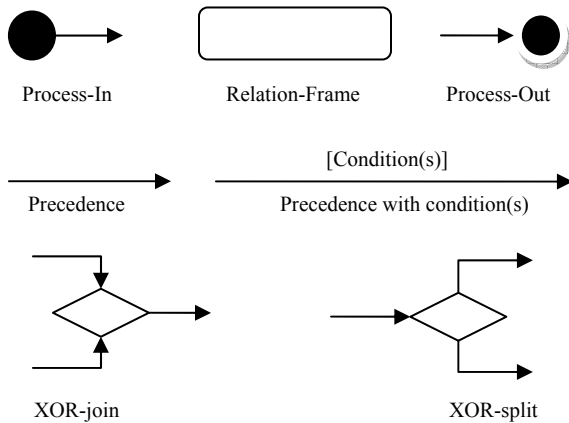 Process-In
Relation-Frame
Process-Out
[Condition(s)]
Precedence
Precedence with condition(s)
XOR-join
XOR-split